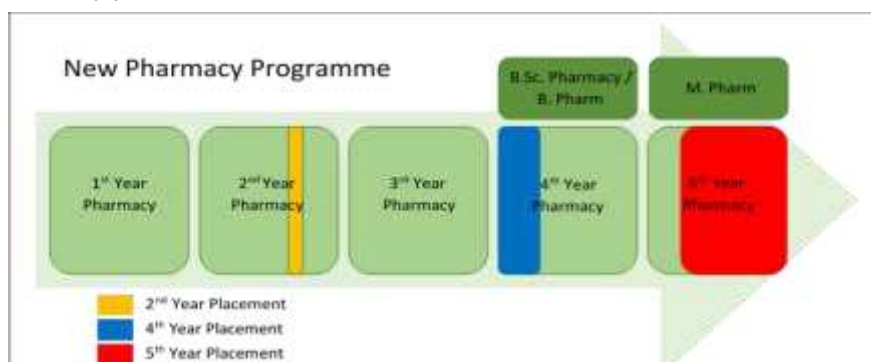 New Pharmacy Programme
B.Sc. Pharmacy /
B. Pharm
M. Pharm
1st Year
Pharmacy
2nd Year
Pharmacy
3rd Year
Pharmacy
4th Year
Pharmacy
5th Year
Pharmacy
2nd Year Placement
4th Year Placement
5th Year Placement